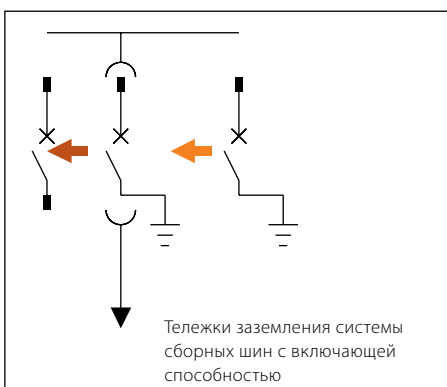 Тележки заземления системы
сборных шин с включающей
способностью